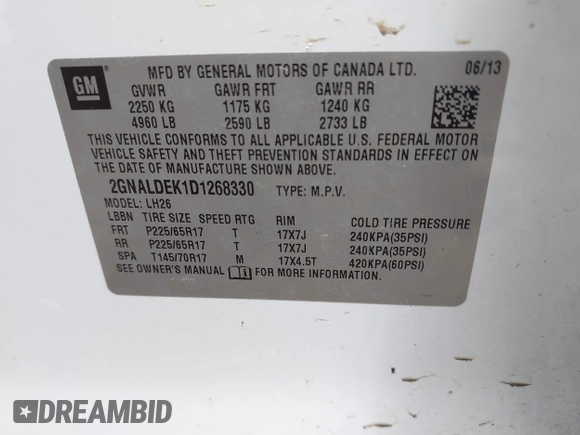 GM
MFD BY GENERAL MOTORS OF CANADA LTD. 06/13
GVWR GAWR FRT GAWR RR
2250 KG 1175 KG 1240 KG
4960 LB 2590 LB 2733 LB
THIS VEHICLE CONFORMS TO ALL APPLICABLE U.S. FEDERAL MOTOR
VEHICLE SAFETY AND THEFT PREVENTION STANDARDS IN EFFECT ON
THE DATE OF MANUFACTURE SHOWN ABOVE.
2GNALDEK1D1268330 TYPE: M.P.V.
MODEL: LH26
LBBN TIRE SIZE SPEED RTG RIM COLD TIRE PRESSURE
FRT P225/65R17 T 17X7J 240KPA(35PSI)
RR P225/65R17 T 17X7J 240KPA(35PSI)
SPA T145/70R17 M 17X4.5T 420KPA(60PSI)
SEE OWNER'S MANUAL FOR MORE INFORMATION.
DREAMBID